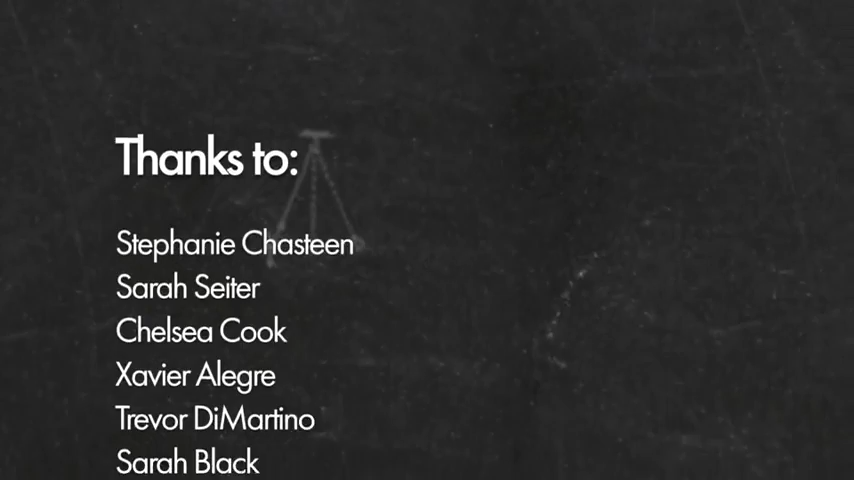 Thanks to:
Stephanie Chasteen
Sarah Seiter
Chelsea Cook
Xavier Alegre
Trevor DiMartino
Sarah Black